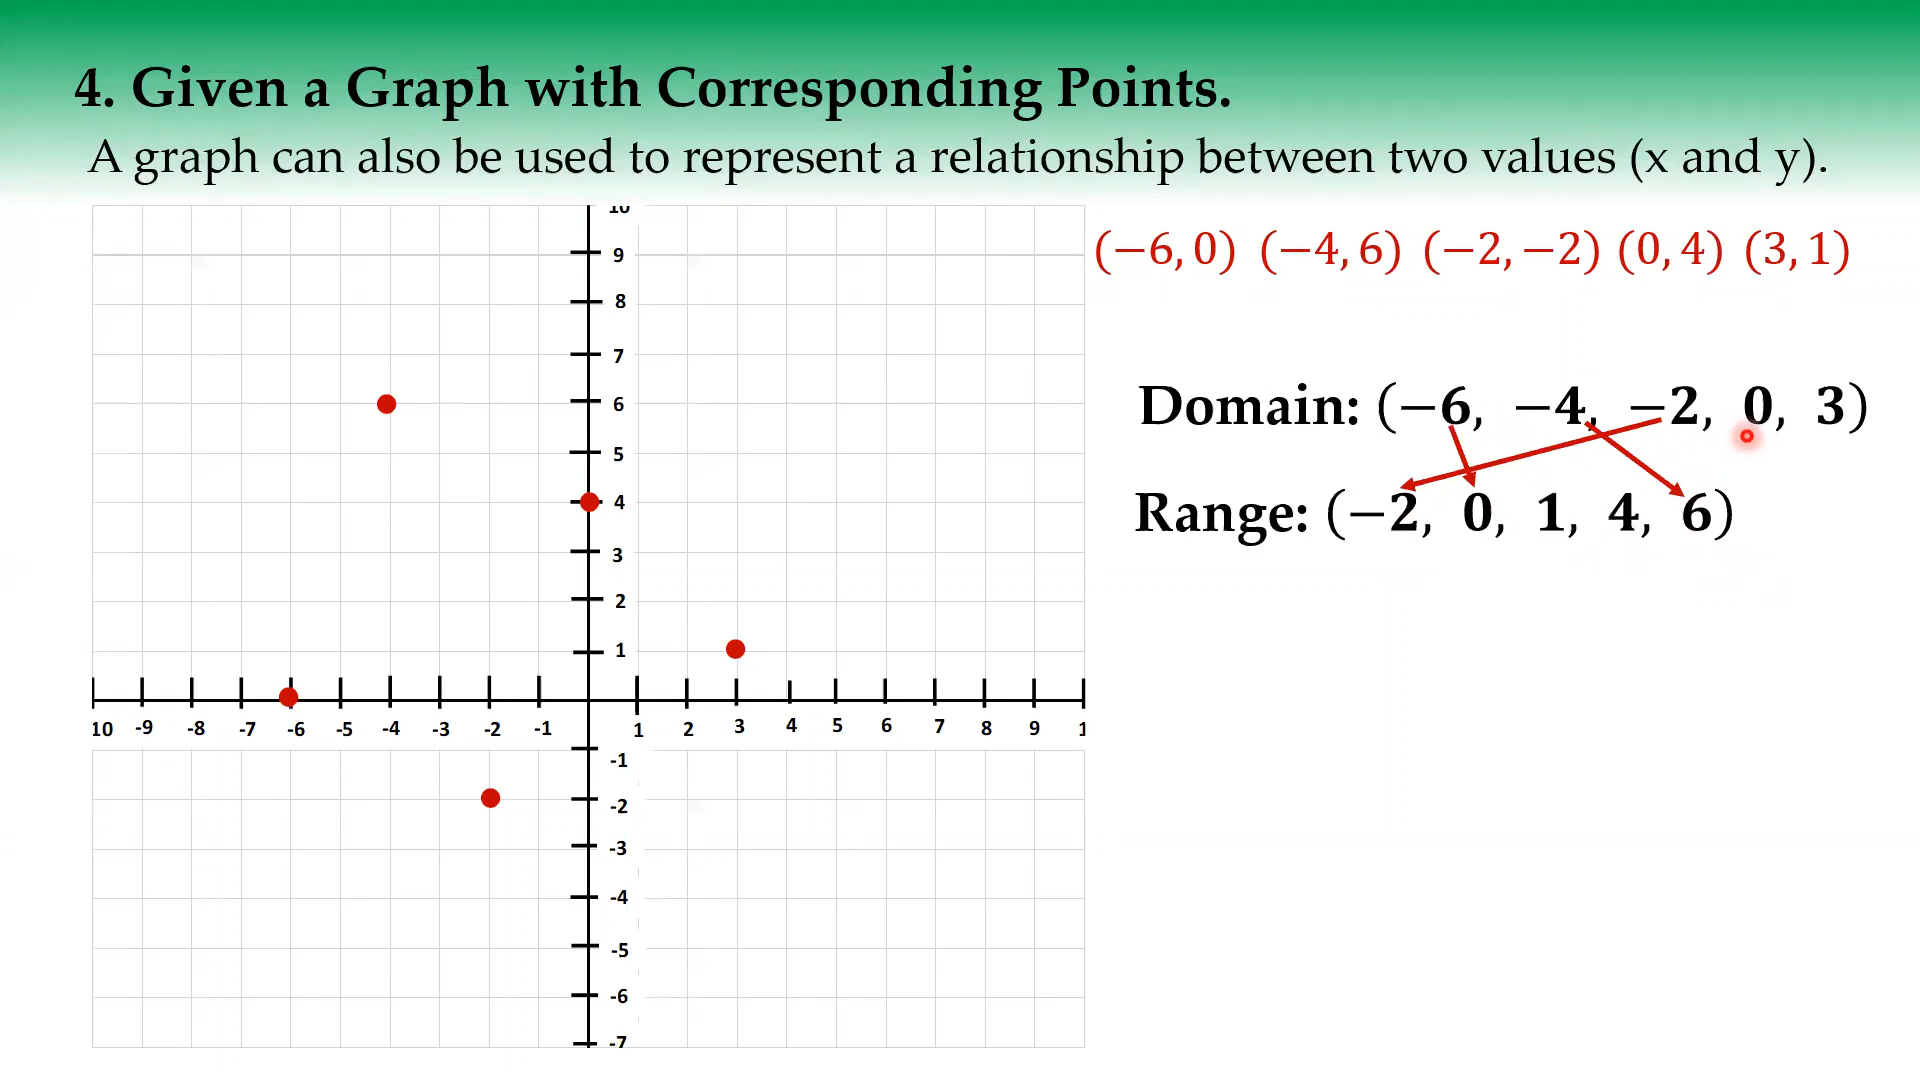 4. Given a Graph with Corresponding Points.
A graph can also be used to represent a relationship between two values (x and y).
(−6, 0) (−4, 6) (−2, −2) (0, 4) (3, 1)
Domain: (−6, −4, −2, 0, 3)
Range: (−2, 0, 1, 4, 6)
10
9
8
7
6
5
4
3
2
1
10 -9 -8 -7 -6 -5 -4 -3 -2 -1 1 2 3 4 5 6 7 8 9 1
-1
-2
-3
-4
-5
-6
-7